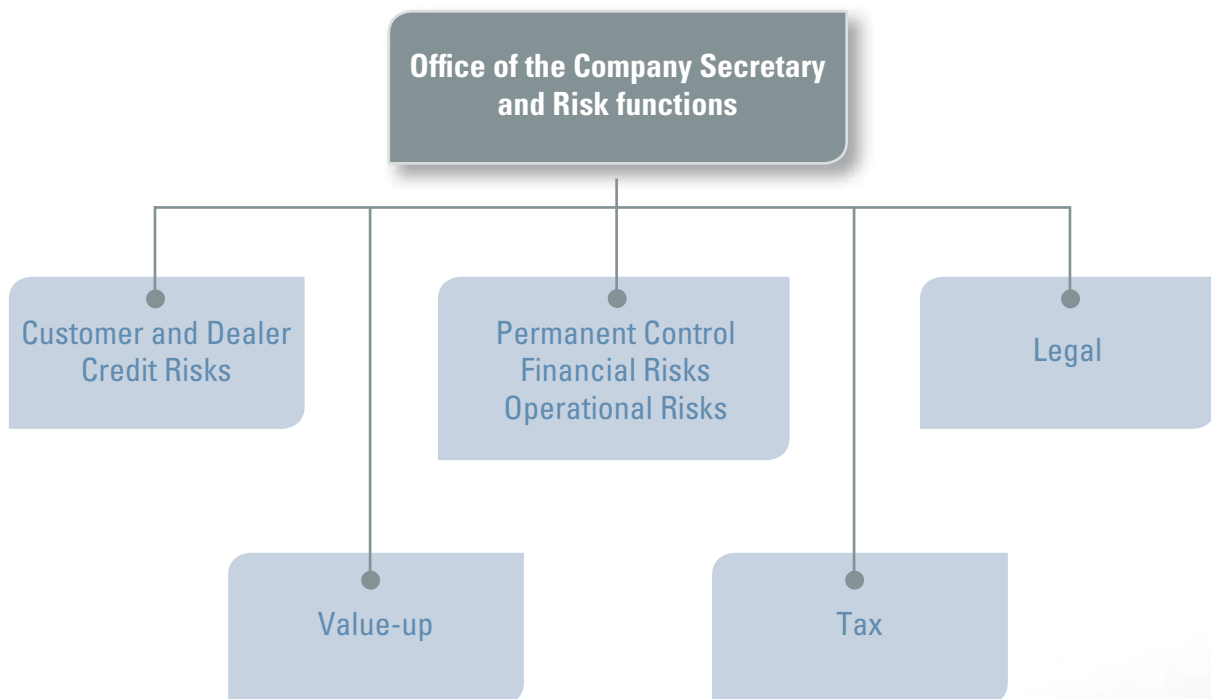 Office of the Company Secretary
and Risk functions
Customer and Dealer
Credit Risks
Permanent Control
Financial Risks
Operational Risks
Legal
Value-up
Tax